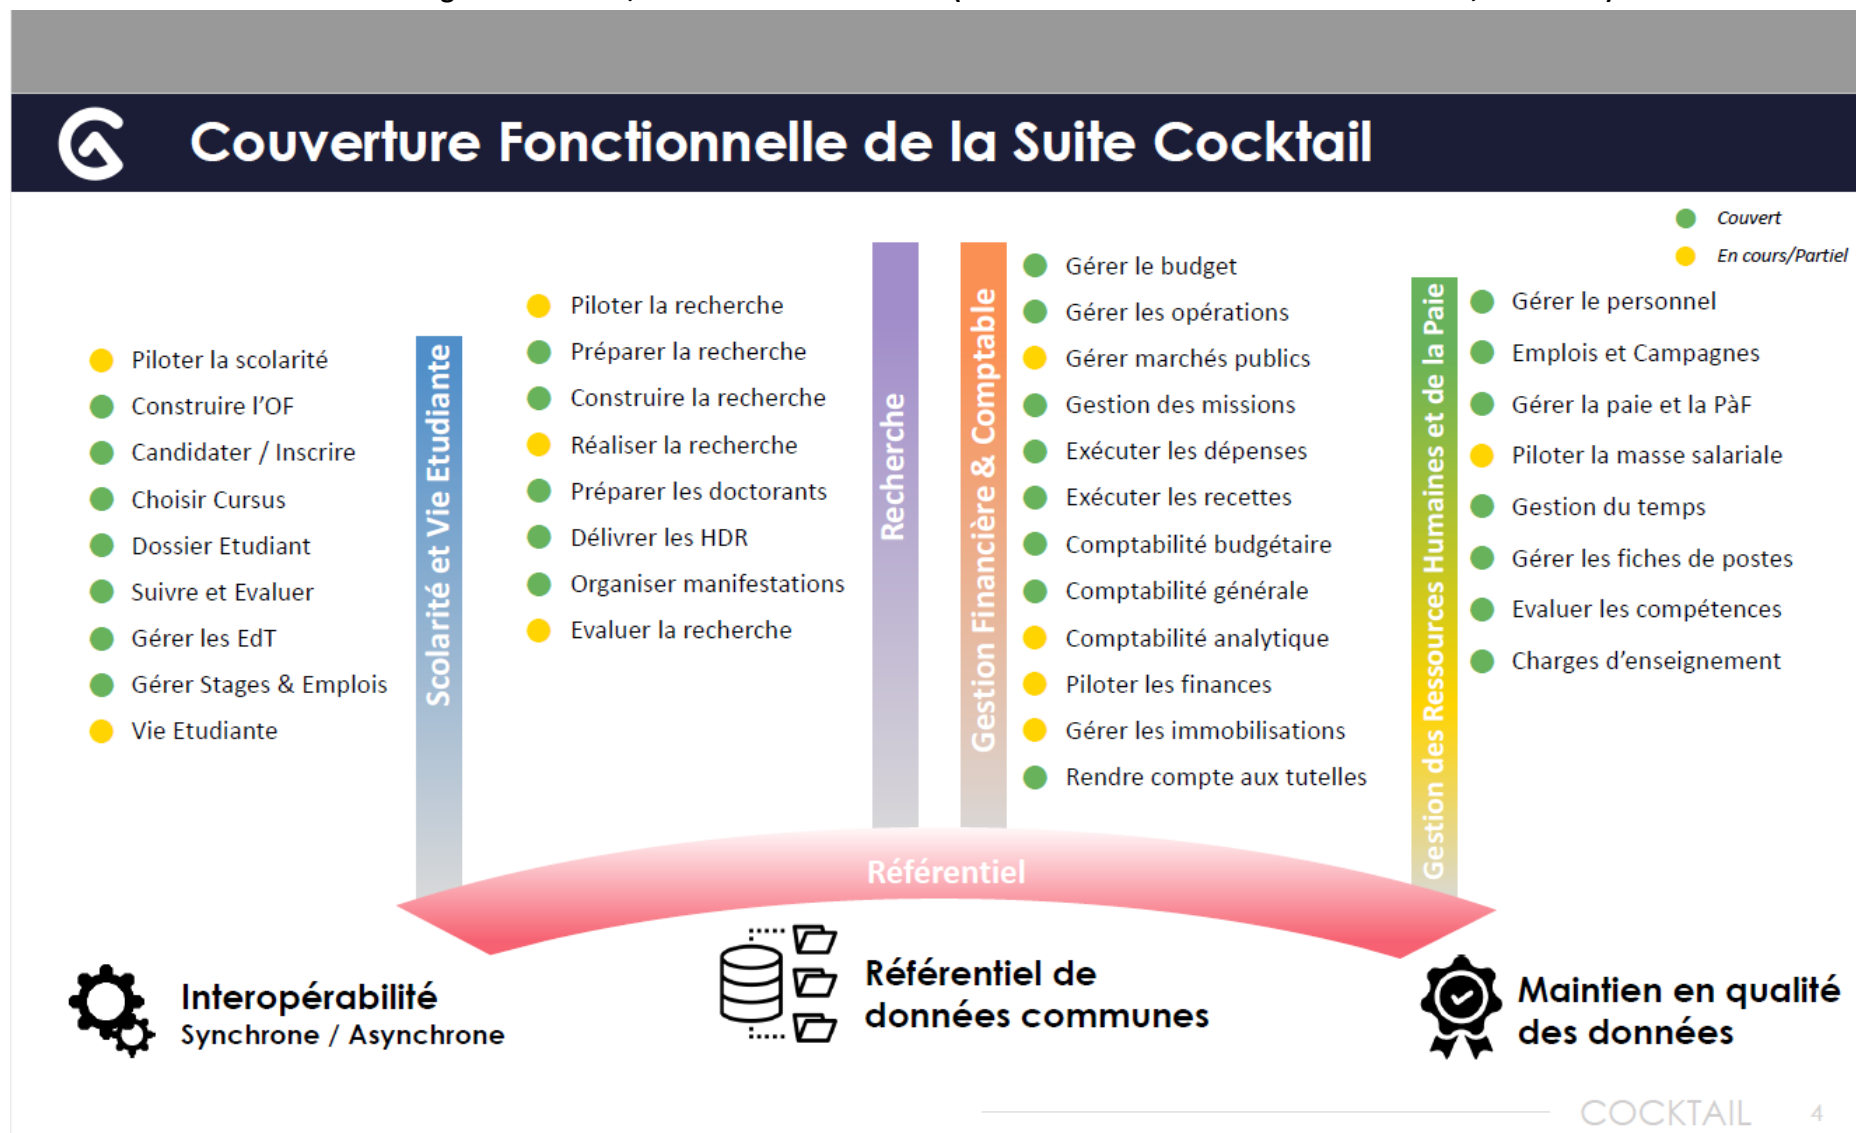 Couverture Fonctionnelle de la Suite Cocktail
Couvert
En cours/Partiel
Piloter la scolarité
Construire l’OF
Candidater / Inscrire
Choisir Cursus
Dossier Etudiant
Suivre et Evaluer
Gérer les EdT
Gérer Stages & Emplois
Vie Etudiante
Scolarité et Vie Etudiante
Piloter la recherche
Préparer la recherche
Construire la recherche
Réaliser la recherche
Préparer les doctorants
Délivrer les HDR
Organiser manifestations
Evaluer la recherche
Recherche
Gestion Financière & Comptable
Gérer le budget
Gérer les opérations
Gérer marchés publics
Gestion des missions
Exécuter les dépenses
Exécuter les recettes
Comptabilité budgétaire
Comptabilité générale
Comptabilité analytique
Piloter les finances
Gérer les immobilisations
Rendre compte aux tutelles
Gestion des Ressources Humaines et de la Paie
Gérer le personnel
Emplois et Campagnes
Gérer la paie et la PàF
Piloter la masse salariale
Gestion du temps
Gérer les fiches de postes
Evaluer les compétences
Charges d’enseignement
Référentiel
Interopérabilité
Synchrone / Asynchrone
Référentiel de
données communes
Maintien en qualité
des données
COCKTAIL
4